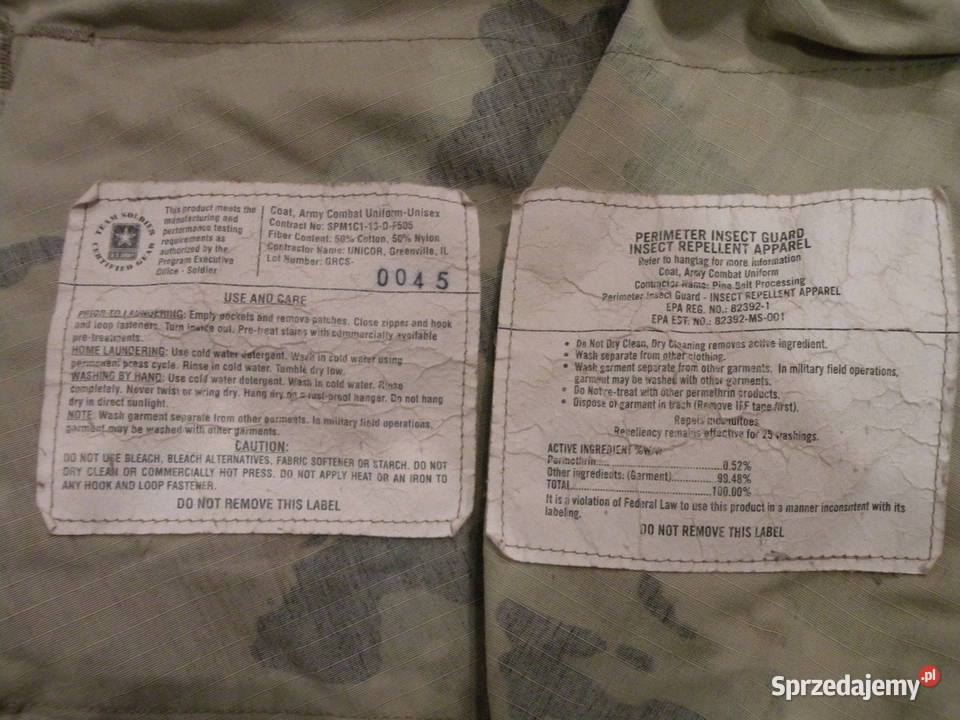 TEAM SOLDIER
CERTIFIED GEAR
This product meets the
manufacturing and
performance testing
requirements as
authorized by the
Program Executive
Office - Soldier
Coat, Army Combat Uniform-Unisex
Contract No: SPM1C1-13-D-F505
Fiber Content: 50% Cotton, 50% Nylon
Contractor Name: UNICOR, Greenville, IL
Lot Number: GRCS-
0045
USE AND CARE
PRIOR TO LAUNDERING: Empty pockets and remove patches. Close zipper and hook
and loop fasteners. Turn inside out. Pre-treat stains with commercially available
pre-treatments.
HOME LAUNDERING: Use cold water detergent. Wash in cold water using
permanent press cycle. Rinse in cold water. Tumble dry low.
WASHING BY HAND: Use cold water detergent. Wash in cold water. Rinse
completely. Never twist or wring dry. Hang dry on a rust-proof hanger. Do not hang
dry in direct sunlight.
NOTE: Wash garment separate from other garments. In military field operations,
garment may be washed with other garments.
CAUTION:
DO NOT USE BLEACH, BLEACH ALTERNATIVES, FABRIC SOFTENER OR STARCH. DO NOT
DRY CLEAN OR COMMERCIALLY HOT PRESS. DO NOT APPLY HEAT OR AN IRON TO
ANY HOOK AND LOOP FASTENER.
DO NOT REMOVE THIS LABEL
PERIMETER INSECT GUARD
INSECT REPELLENT APPAREL
Refer to hangtag for more information
Coat, Army Combat Uniform
Contractor Name: Pine Belt Processing
Perimeter Insect Guard - INSECT REPELLENT APPAREL
EPA REG. NO.: 82392-1
EPA EST. NO.: 82392-MS-001
• Do Not Dry Clean, Dry Cleaning removes active ingredient.
• Wash separate from other clothing.
• Wash garment separate from other garments. In military field operations,
garment may be washed with other garments.
• Do Not re-treat with other permethrin products.
• Dispose of garment in trash (Remove IFF tape first).
Repels mosquitoes
Repellency remains effective for 25 washings.
ACTIVE INGREDIENT %W/W
Permethrin.....................0.52%
Other ingredients: (Garment)...............99.48%
TOTAL.............................100.00%
It is a violation of Federal Law to use this product in a manner inconsistent with its
labeling.
DO NOT REMOVE THIS LABEL
Sprzedajemy.pl